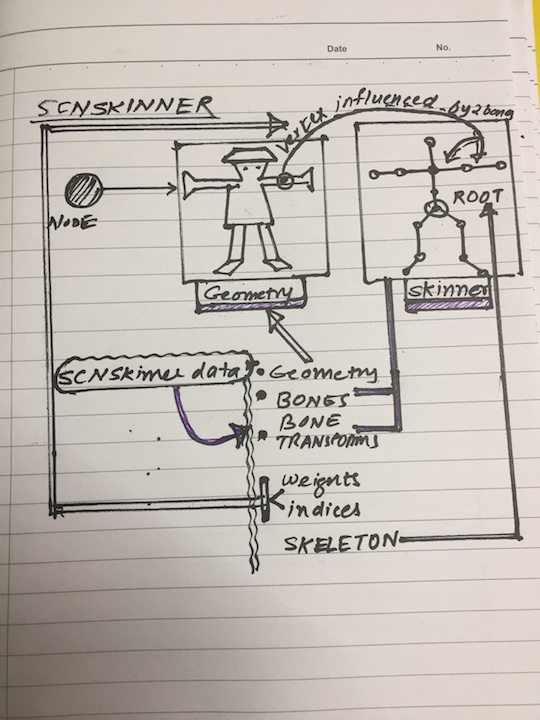 Date No.
SCNSKINNER
vertex influenced by 2 bone
NODE
ROOT
Geometry
skinner
SCNSkinner data
Geometry
BONES
BONE
TRANSFORMS
weights
indices
SKELETON